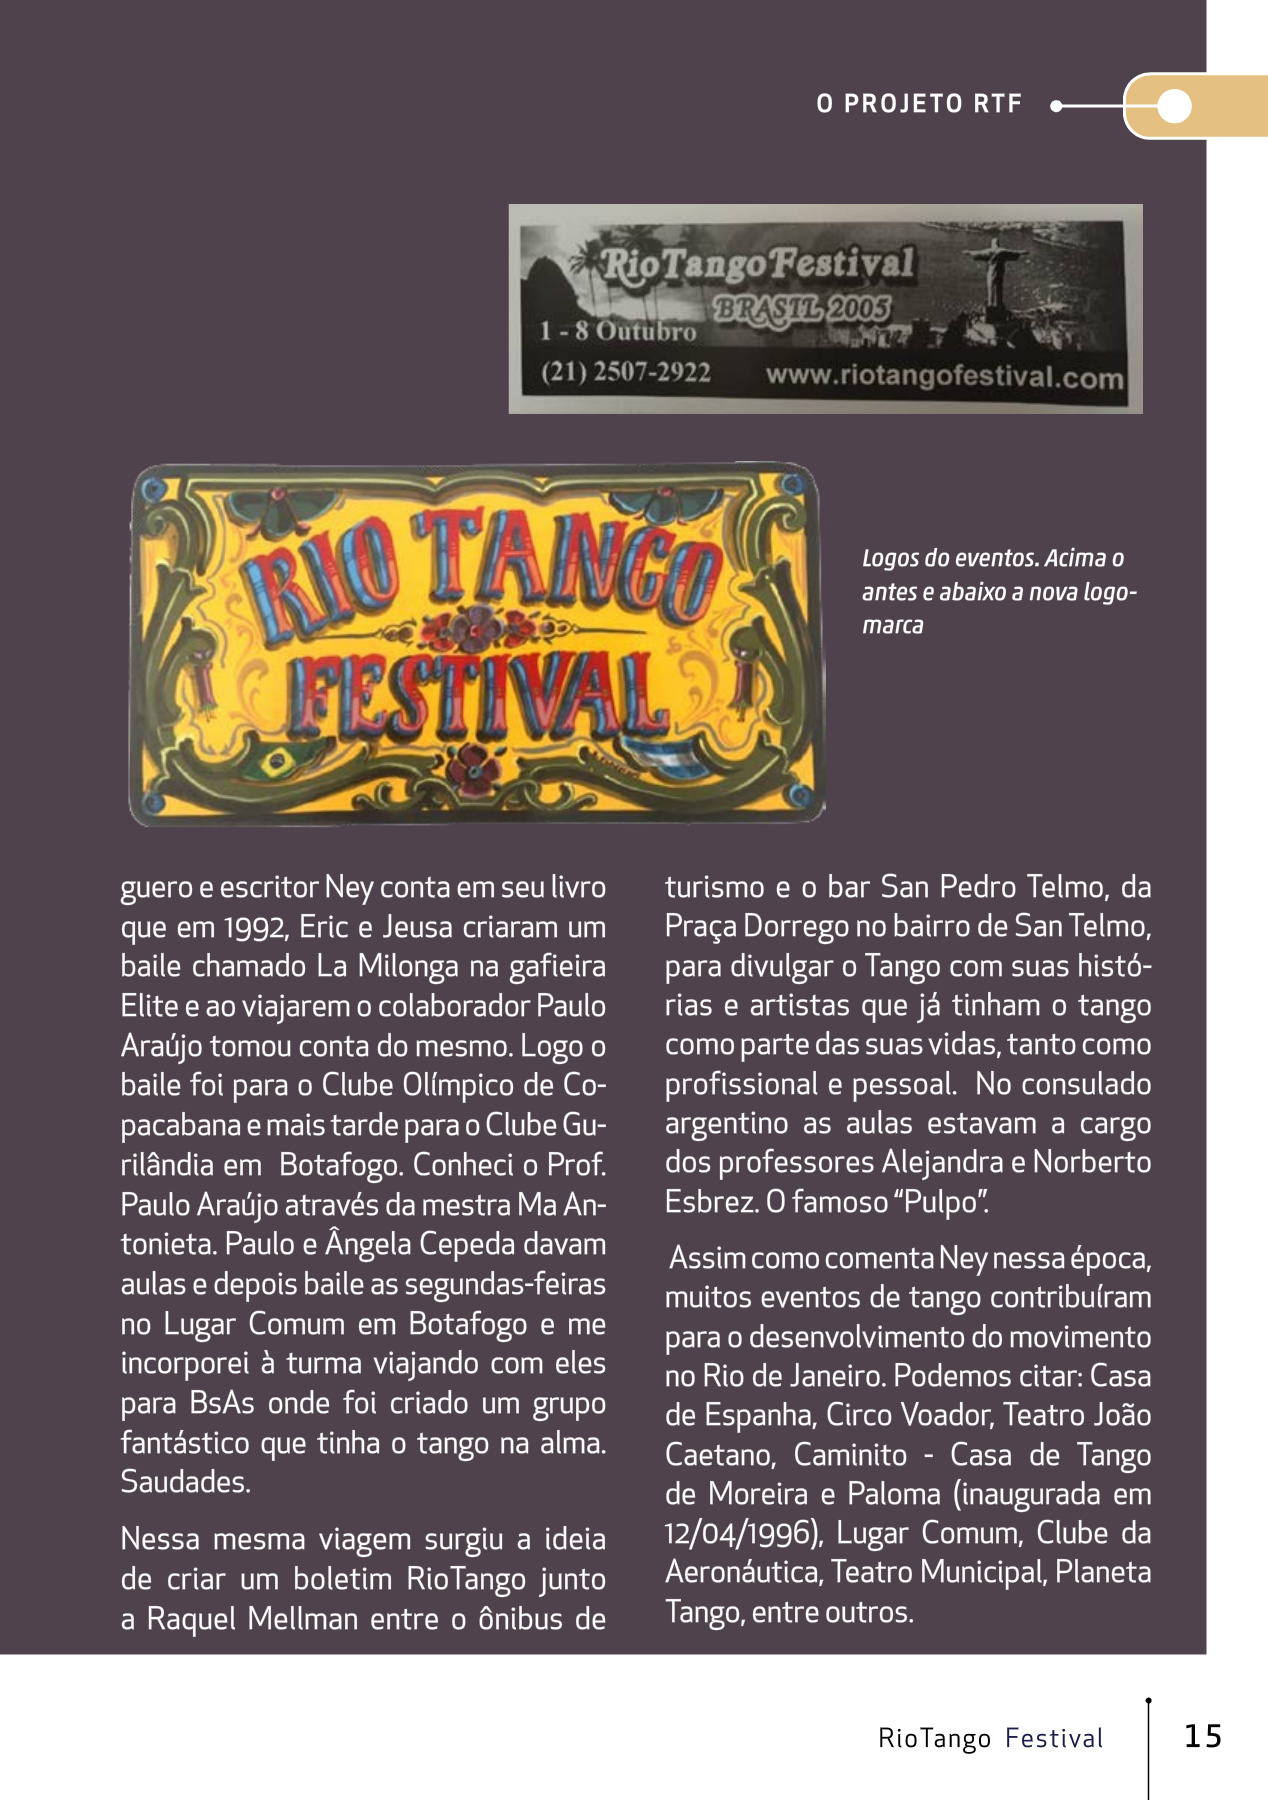 O PROJETO RTF
RioTangoFestival
BRASIL 2005
1 - 8 Outubro
(21) 2507-2922 www.riotangofestival.com
RIO TANGO
FESTIVAL
Logos do eventos. Acima o
antes e abaixo a nova logo-
marca
guero e escritor Ney conta em seu livro
que em 1992, Eric e Jeusa criaram um
baile chamado La Milonga na gafieira
Elite e ao viajarem o colaborador Paulo
Araújo tomou conta do mesmo. Logo o
baile foi para o Clube Olímpico de Co-
pacabana e mais tarde para o Clube Gu-
rilândia em Botafogo. Conheci o Prof.
Paulo Araújo através da mestra Ma An-
tonieta. Paulo e Ângela Cepeda davam
aulas e depois baile as segundas-feiras
no Lugar Comum em Botafogo e me
incorporei à turma viajando com eles
para BsAs onde foi criado um grupo
fantástico que tinha o tango na alma.
Saudades.
Nessa mesma viagem surgiu a ideia
de criar um boletim RioTango junto
a Raquel Mellman entre o ônibus de
turismo e o bar San Pedro Telmo, da
Praça Dorrego no bairro de San Telmo,
para divulgar o Tango com suas histó-
rias e artistas que já tinham o tango
como parte das suas vidas, tanto como
profissional e pessoal. No consulado
argentino as aulas estavam a cargo
dos professores Alejandra e Norberto
Esbrez. O famoso “Pulpo”.
Assim como comenta Ney nessa época,
muitos eventos de tango contribuíram
para o desenvolvimento do movimento
no Rio de Janeiro. Podemos citar: Casa
de Espanha, Circo Voador, Teatro João
Caetano, Caminito - Casa de Tango
de Moreira e Paloma (inaugurada em
12/04/1996), Lugar Comum, Clube da
Aeronáutica, Teatro Municipal, Planeta
Tango, entre outros.
RioTango Festival 15